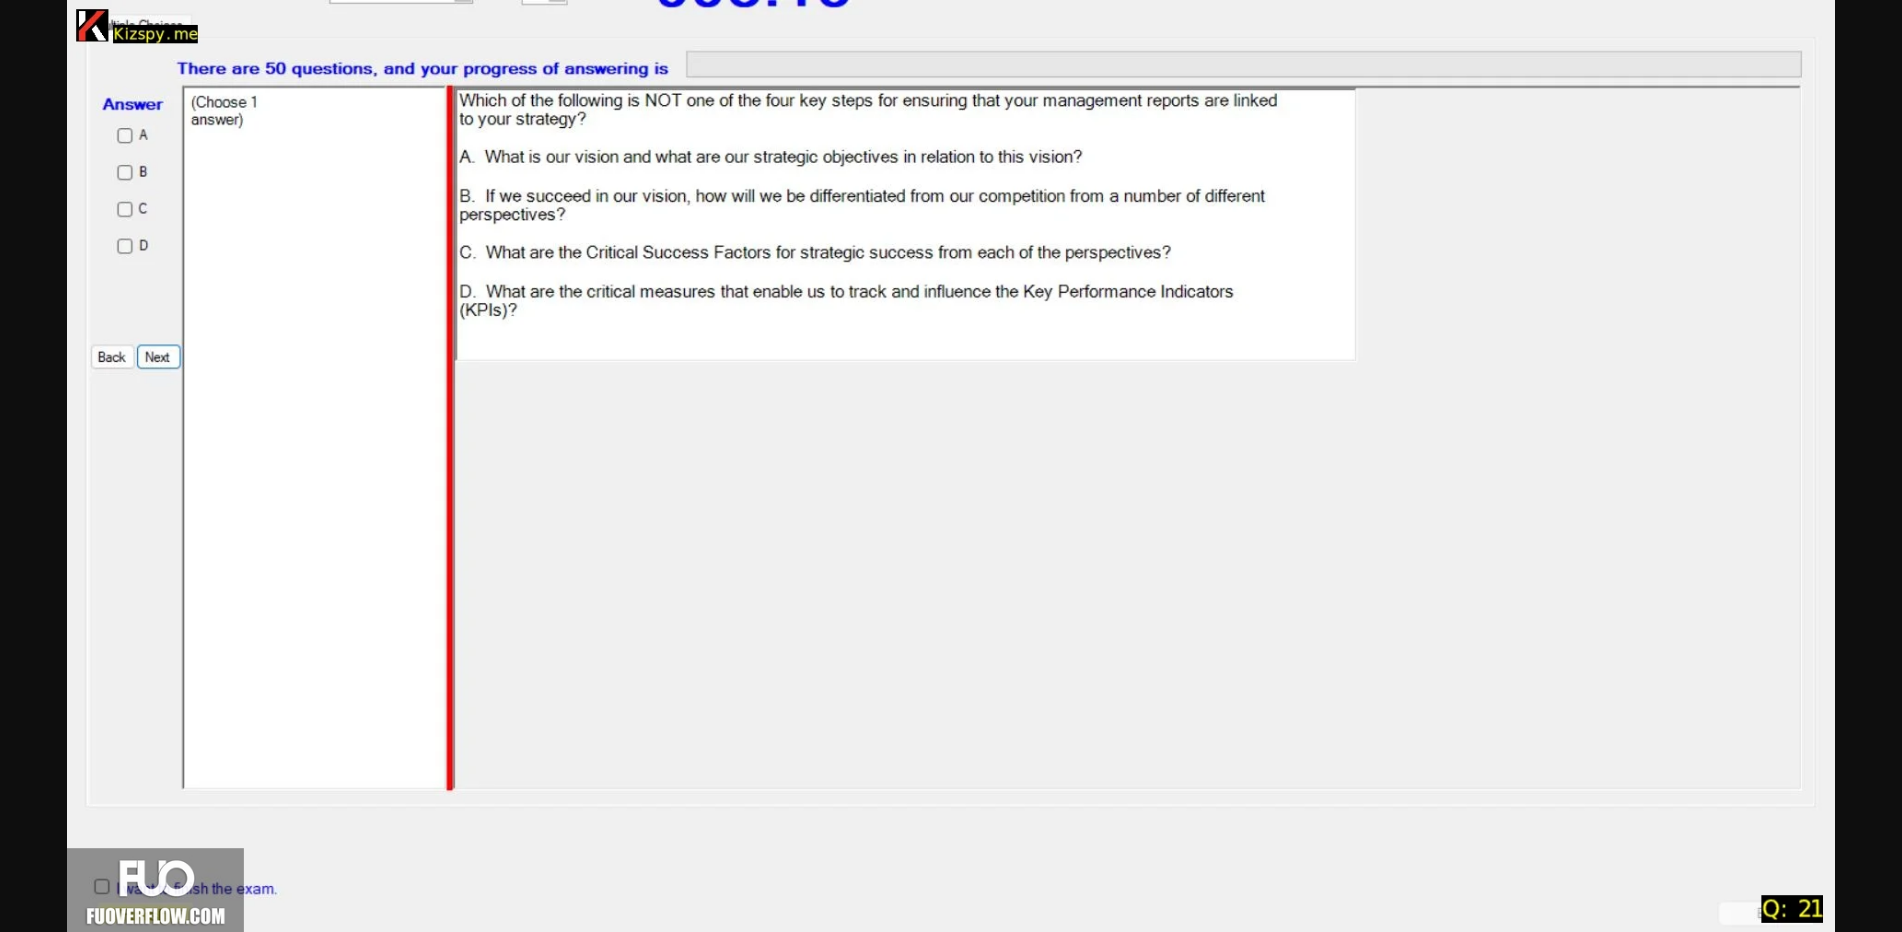 Kizspy.me
There are 50 questions, and your progress of answering is
Answer
(Choose 1
answer)
A
B
C
D
Back
Next
Which of the following is NOT one of the four key steps for ensuring that your management reports are linked
to your strategy?
A. What is our vision and what are our strategic objectives in relation to this vision?
B. If we succeed in our vision, how will we be differentiated from our competition from a number of different
perspectives?
C. What are the Critical Success Factors for strategic success from each of the perspectives?
D. What are the critical measures that enable us to track and influence the Key Performance Indicators
(KPIs)?
FUO
the exam.
FUOVERFLOW.COM
Q: 21